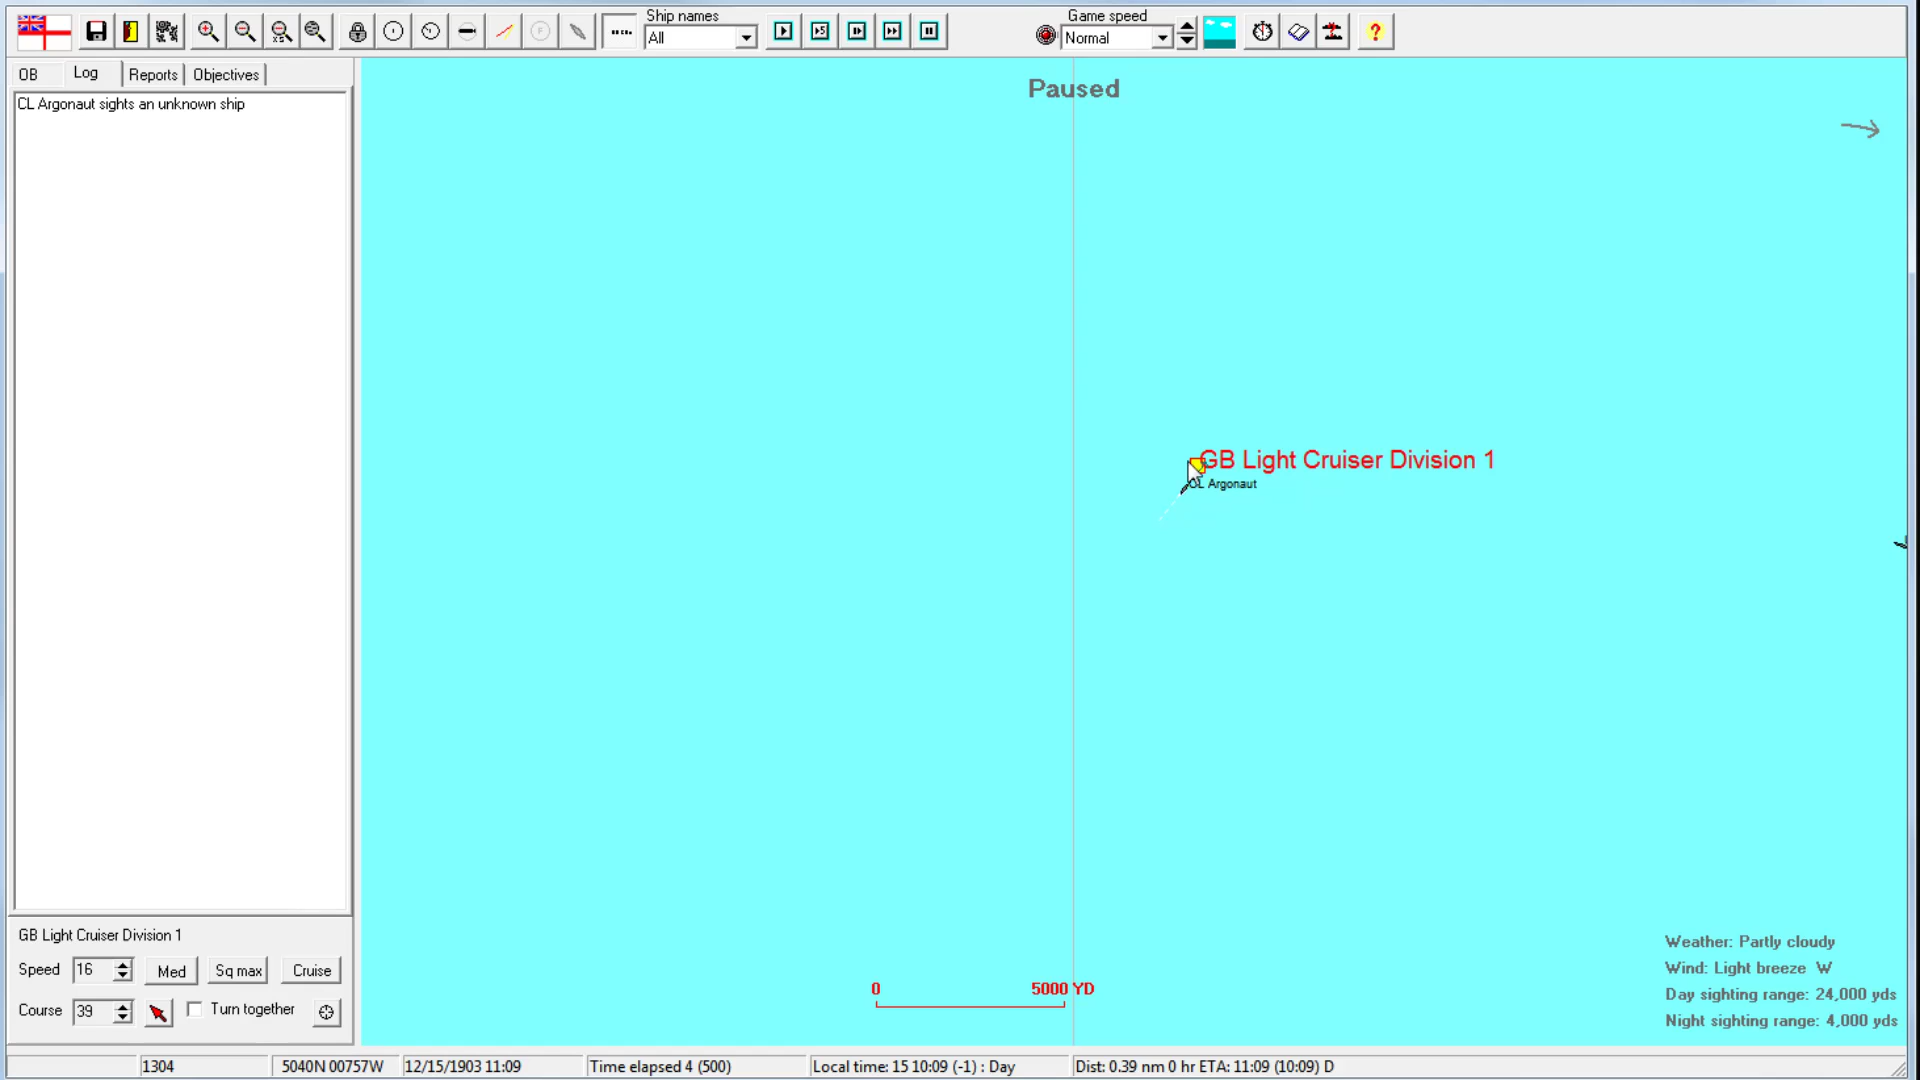 Ship names
All
Game speed
Normal
?
OB
Log
Reports
Objectives
CL Argonaut sights an unknown ship
Paused
GB Light Cruiser Division 1
CL Argonaut
0
5000 YD
Weather: Partly cloudy
Wind: Light breeze W
Day sighting range: 24,000 yds
Night sighting range: 4,000 yds
GB Light Cruiser Division 1
Speed 16 Med Sq max Cruise
Course 39 Turn together
1304
5040N 00757W
12/15/1903 11:09
Time elapsed 4 (500)
Local time: 15 10:09 (-1) : Day
Dist: 0.39 nm 0 hr ETA: 11:09 (10:09) D